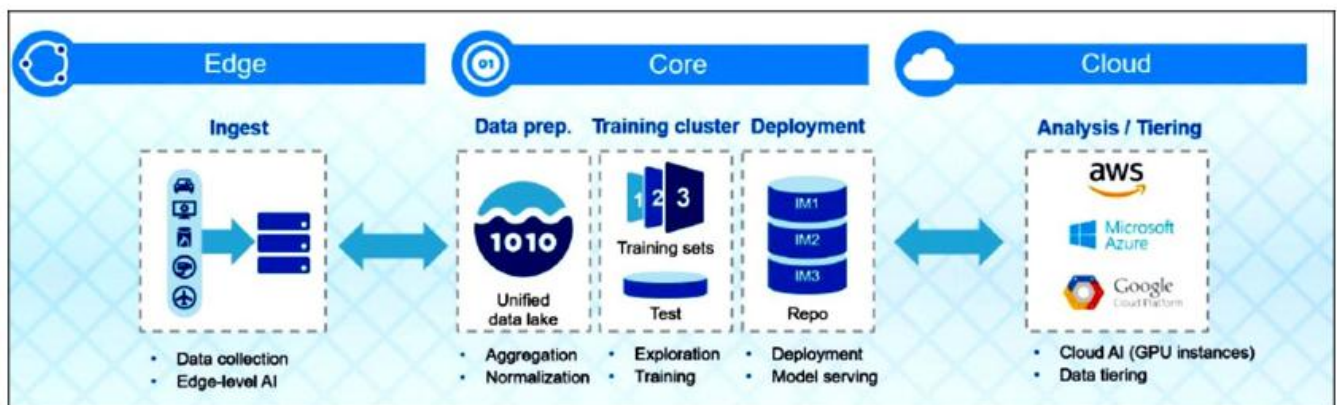 Edge
01
Core
Cloud
Ingest
Data prep.
Training cluster
Deployment
Analysis / Tiering
1010
Unified
data lake
1 2 3
Training sets
Test
IM1
IM2
IM3
Repo
aws
Microsoft
Azure
Google
Cloud Platform
• Data collection
• Edge-level AI
• Aggregation
• Normalization
• Exploration
• Training
• Deployment
• Model serving
• Cloud AI (GPU instances)
• Data tiering